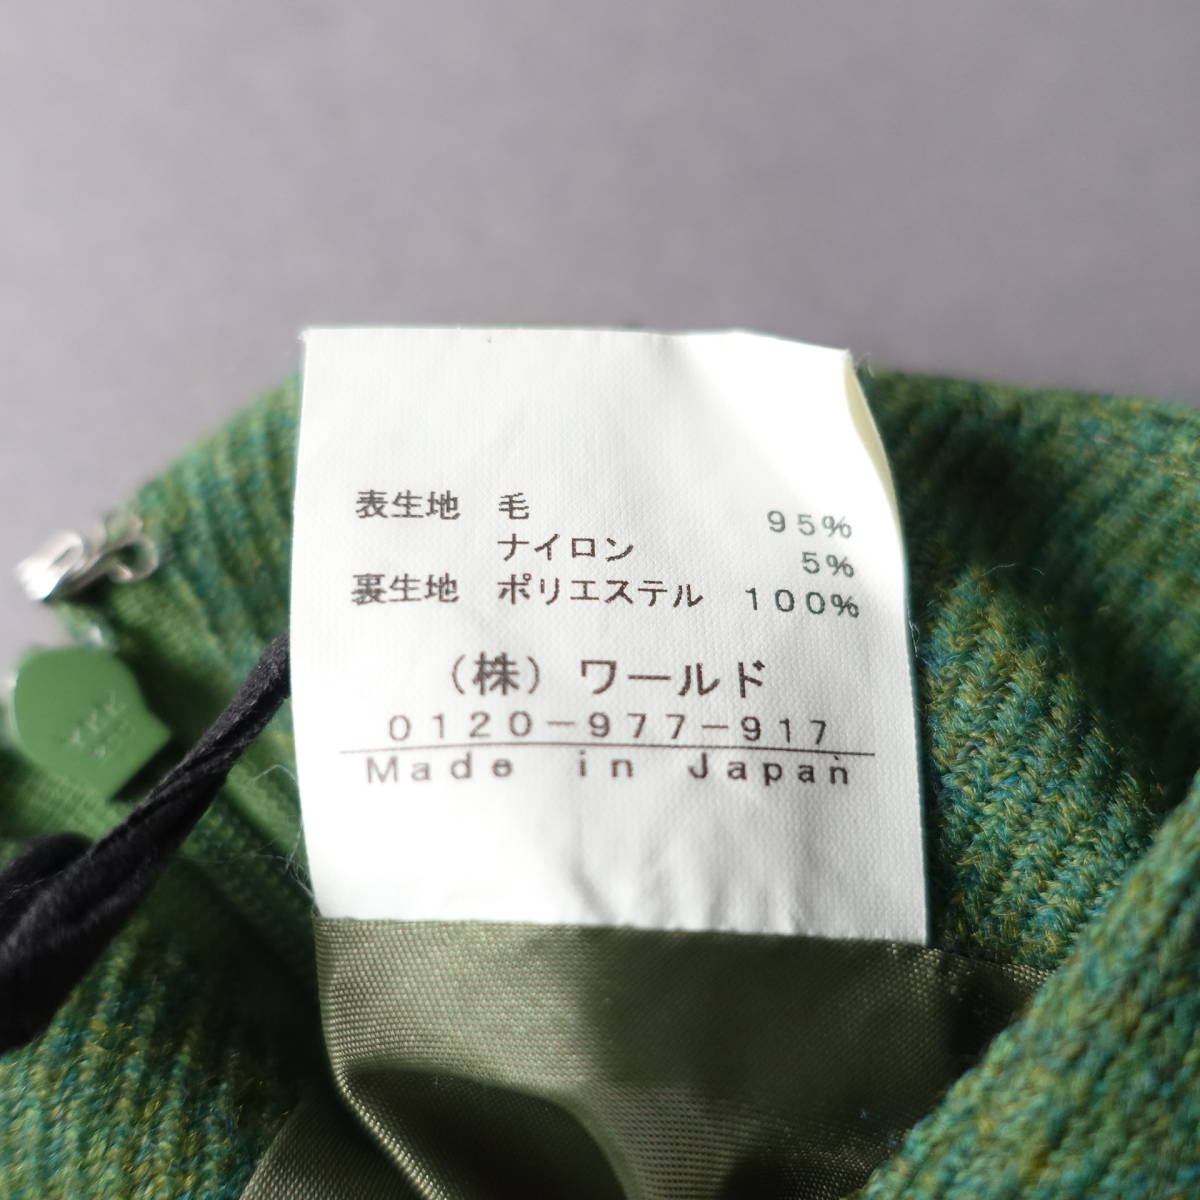 表生地 毛 95%
ナイロン 5%
裏生地 ポリエステル 100%
(株)ワールド
0120-977-917
Made in Japan
YKK